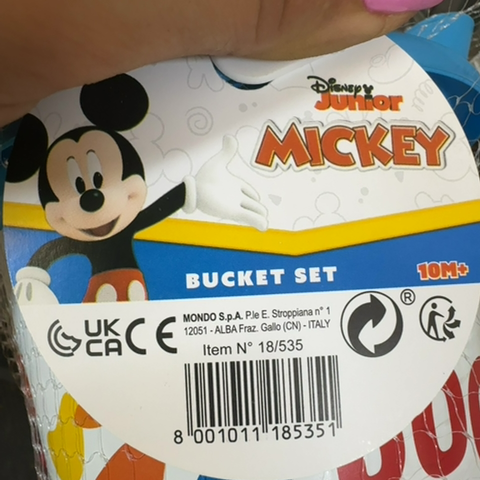 Disney
Junior
MICKEY
BUCKET SET
10M+
UK
CA CE
MONDO S.p.A. P.le E. Stroppiana n° 1
12051 - ALBA Fraz. Gallo (CN) - ITALY
Item N° 18/535
®
8 001011 185351